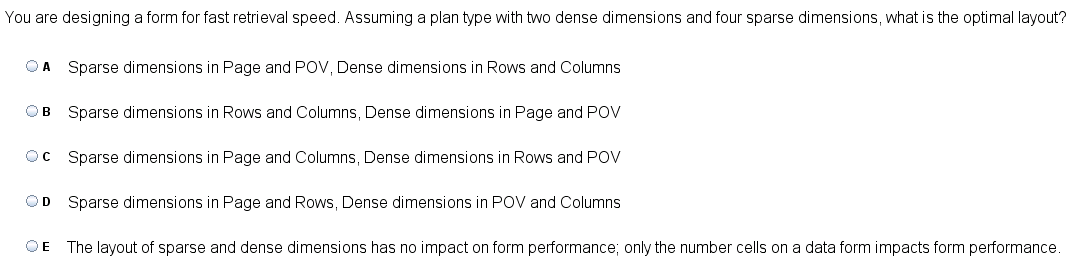 You are designing a form for fast retrieval speed. Assuming a plan type with two dense dimensions and four sparse dimensions, what is the optimal layout?
A Sparse dimensions in Page and POV, Dense dimensions in Rows and Columns
B Sparse dimensions in Rows and Columns, Dense dimensions in Page and POV
C Sparse dimensions in Page and Columns, Dense dimensions in Rows and POV
D Sparse dimensions in Page and Rows, Dense dimensions in POV and Columns
E The layout of sparse and dense dimensions has no impact on form performance; only the number cells on a data form impacts form performance.